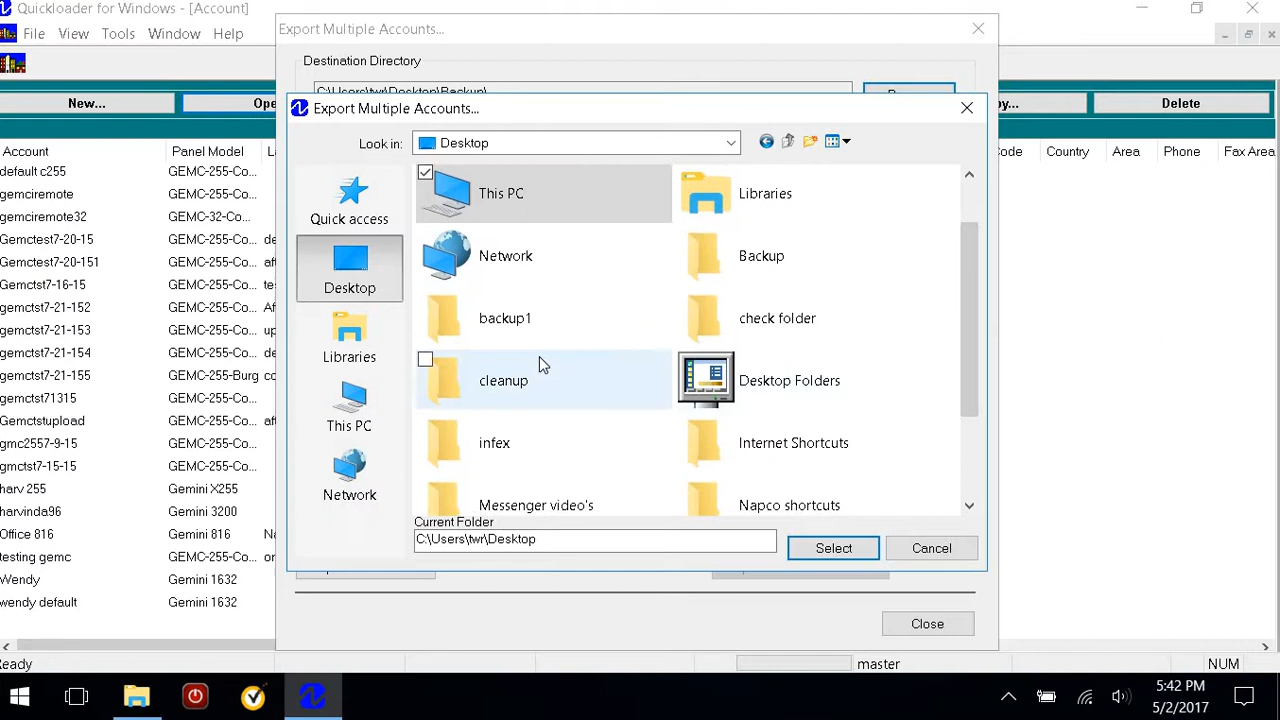 Quickloader for Windows - [Account]
File View Tools Window Help
Export Multiple Accounts...
Destination Directory
C:\Users\twr\Desktop\Backup\
New...
Delete
Export Multiple Accounts...
Look in: Desktop
Account Panel Model
Country Area Phone Fax Area
default c255 GEMC-255-Co...
gemciremote GEMC-255-Co...
gemciremote32 GEMC-32-Co...
Gemctest7-20-15 GEMC-255-Co...
Gemctest7-20-151 GEMC-255-Co...
Gemctst7-16-15 GEMC-255-Co...
Gemctst7-21-152 GEMC-255-Co...
gemctst7-21-153 GEMC-255-Co...
gemctst7-21-154 GEMC-255-Co...
Gemctst7-21-155 GEMC-255-Burg
gemctest71315 GEMC-255-Co...
Gemctstupload GEMC-255-Co...
gmc2557-9-15 GEMC-255-Co...
gmctst7-15-15 GEMC-255-Co...
harv 255 Gemini X255
harvinda96 Gemini 3200
Office 816 Gemini 816
testing gemc GEMC-255-Co...
Wendy Gemini 1632
wendy default Gemini 1632
Quick access
Desktop
Libraries
This PC
Network
This PC Libraries
Network Backup
backup1 check folder
cleanup Desktop Folders
infex Internet Shortcuts
Messenger video's Napco shortcuts
Current Folder
C:\Users\twr\Desktop
Select Cancel
Close
master NUM
5:42 PM
5/2/2017